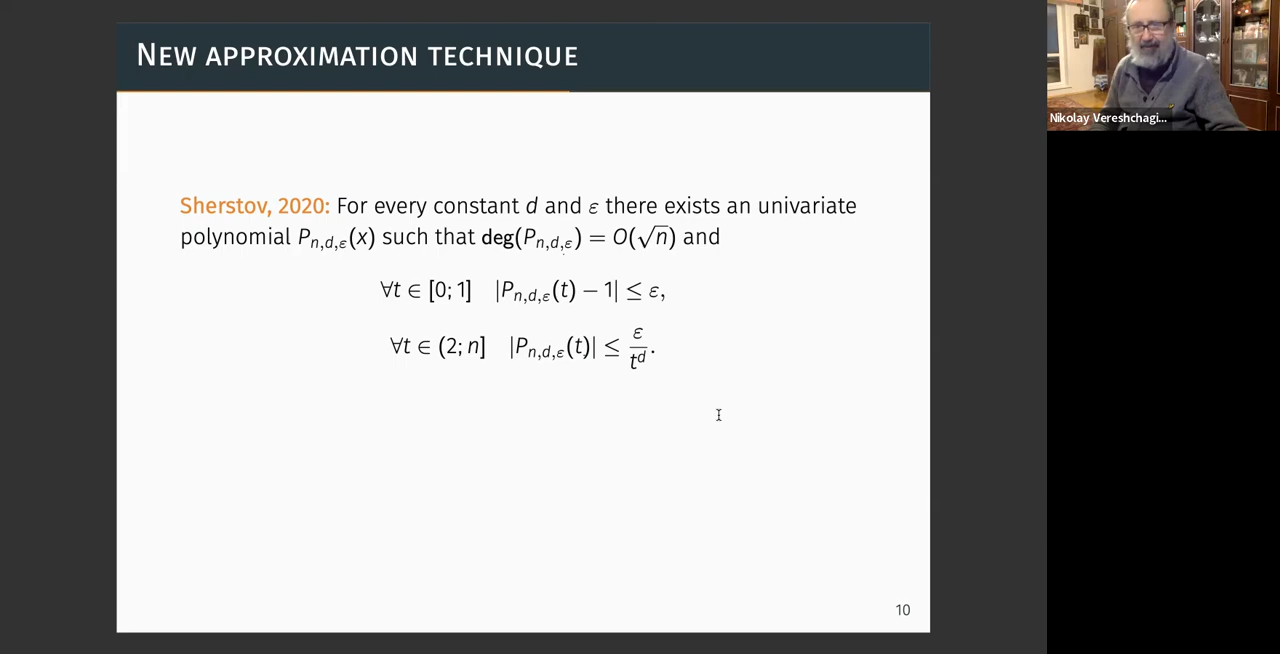 NEW APPROXIMATION TECHNIQUE
Nikolay Vereshchagi...
Sherstov, 2020: For every constant d and ε there exists an univariate
polynomial P_{n,d,ε}(x) such that deg(P_{n,d,ε}) = O(√n) and
∀t ∈ [0; 1] |P_{n,d,ε}(t) − 1| ≤ ε,
∀t ∈ (2; n] |P_{n,d,ε}(t)| ≤ ε/t^d.
10